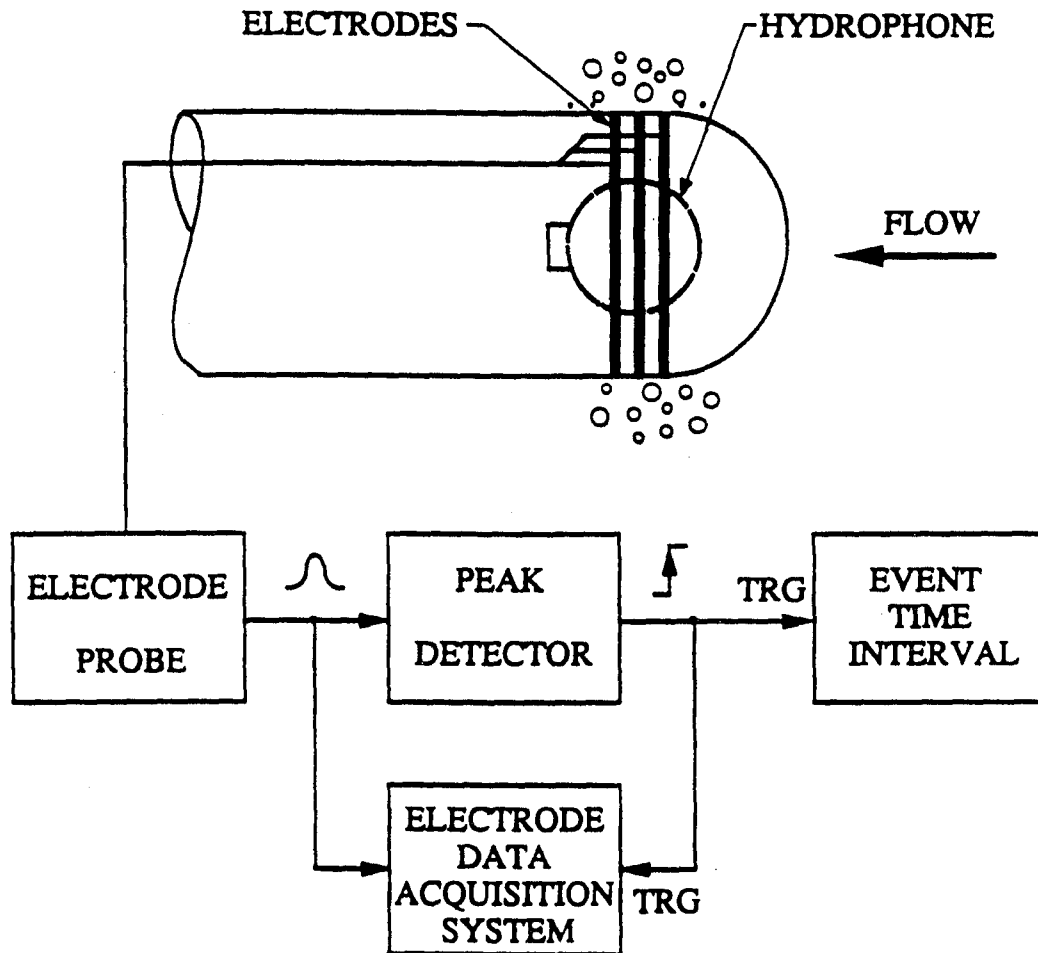 ELECTRODES
HYDROPHONE
FLOW
ELECTRODE
PROBE
PEAK
DETECTOR
TRG
EVENT
TIME
INTERVAL
ELECTRODE
DATA
ACQUISITION
SYSTEM
TRG